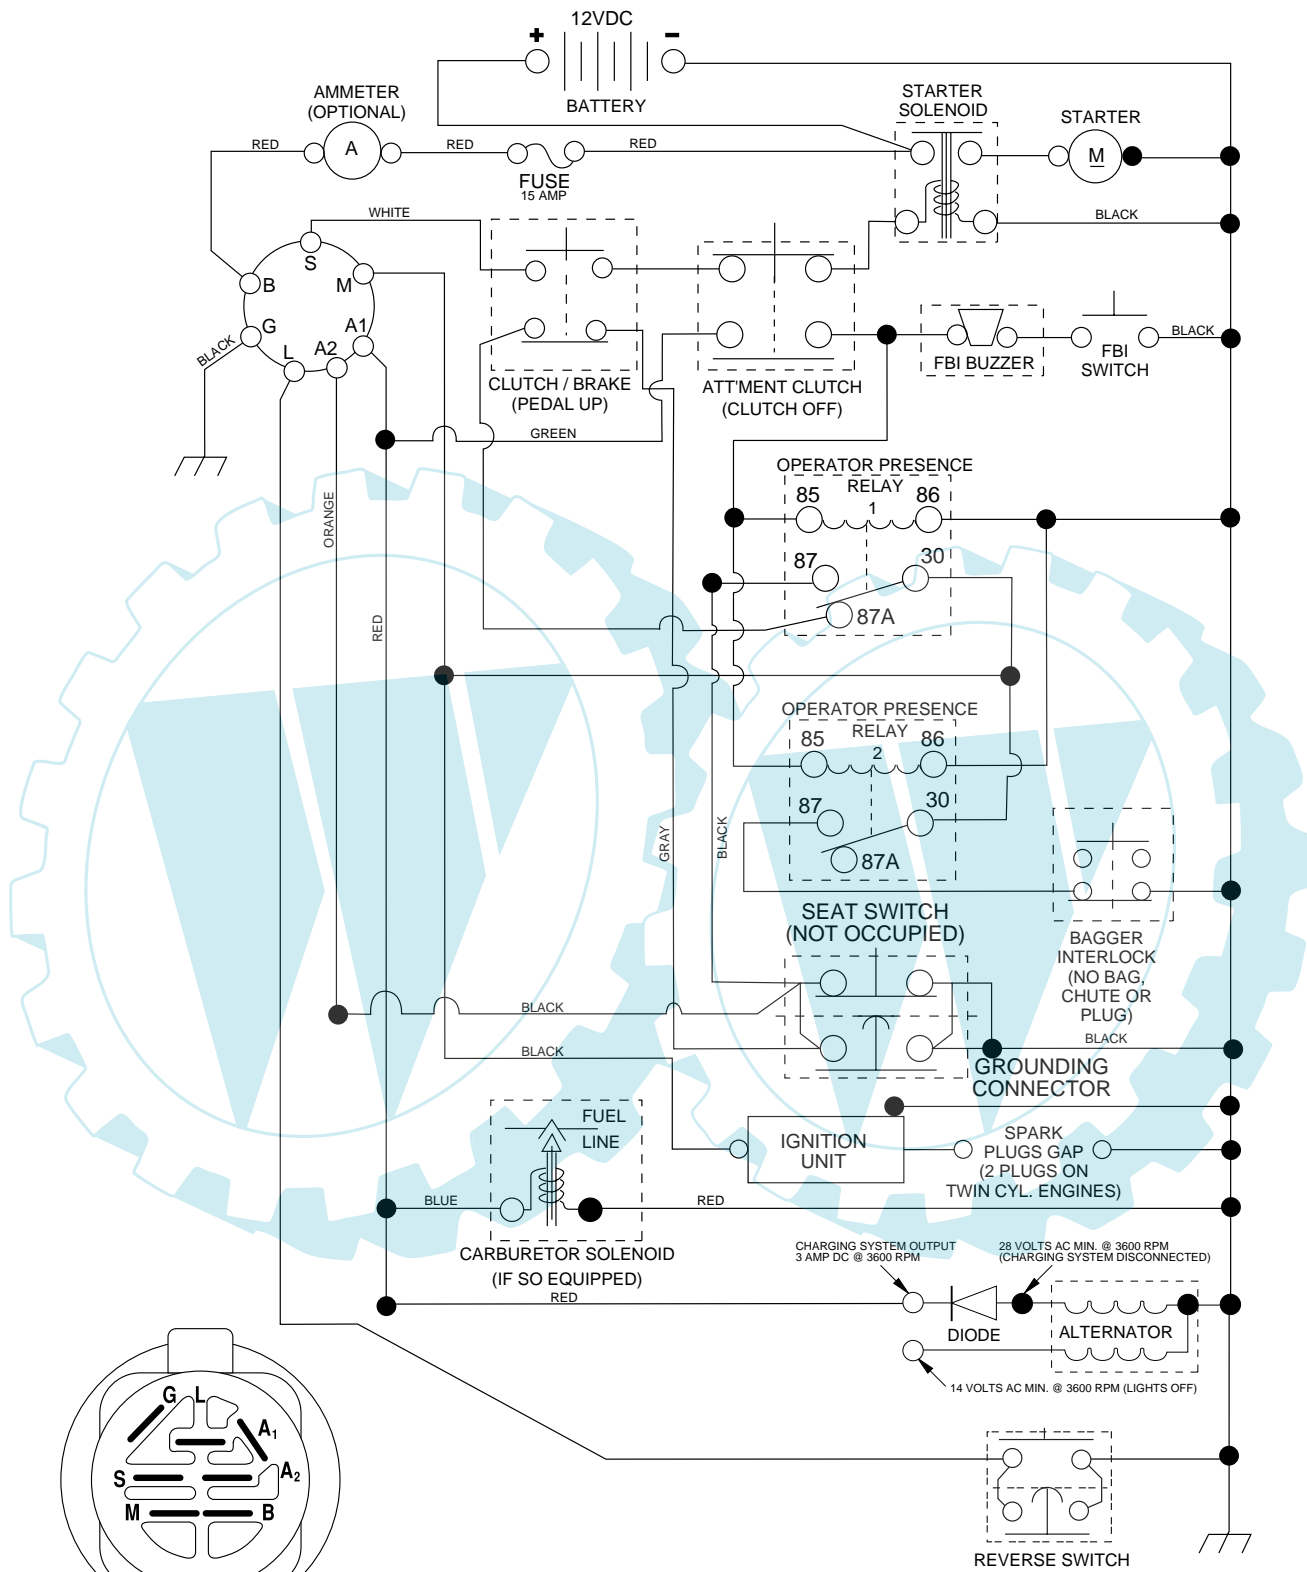 12VDC
+
-
BATTERY
AMMETER
(OPTIONAL)
A
RED
RED
FUSE
15 AMP
RED
STARTER
SOLENOID
STARTER
M
BLACK
WHITE
S
B
M
G
A1
L
A2
BLACK
CLUTCH / BRAKE
(PEDAL UP)
ATT'MENT CLUTCH
(CLUTCH OFF)
FBI BUZZER
FBI
SWITCH
BLACK
GREEN
ORANGE
RED
OPERATOR PRESENCE
RELAY
1
85
86
87
30
87A
OPERATOR PRESENCE
RELAY
2
85
86
87
30
87A
GRAY
BLACK
SEAT SWITCH
(NOT OCCUPIED)
BAGGER
INTERLOCK
(NO BAG,
CHUTE OR
PLUG)
BLACK
BLACK
BLACK
GROUNDING
CONNECTOR
FUEL
LINE
IGNITION
UNIT
SPARK
PLUGS GAP
(2 PLUGS ON
TWIN CYL. ENGINES)
BLUE
RED
CARBURETOR SOLENOID
(IF SO EQUIPPED)
RED
CHARGING SYSTEM OUTPUT
3 AMP DC @ 3600 RPM
28 VOLTS AC MIN. @ 3600 RPM
(CHARGING SYSTEM DISCONNECTED)
DIODE
ALTERNATOR
14 VOLTS AC MIN. @ 3600 RPM (LIGHTS OFF)
G
L
A1
A2
S
M
B
REVERSE SWITCH